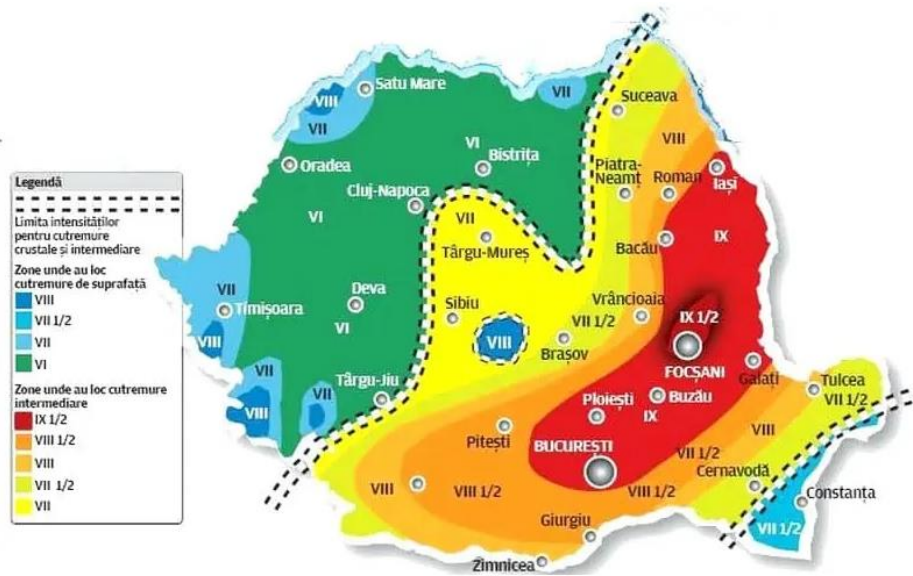 Legendă
Limita intensităților
pentru cutremure
crustale și intermediare
Zone unde au loc
cutremure de suprafață
VIII
VII 1/2
VII
VI
Zone unde au loc cutremure
intermediare
IX 1/2
VIII 1/2
VIII
VII 1/2
VII
Satu Mare
VIII
VII
VII
Suceava
VIII
Oradea
VI
Bistrița
Piatra-
Neamț
Roman
Iași
Cluj-Napoca
VI
VII
Târgu-Mureș
Bacău
IX
VII
Timișoara
Deva
VI
Sibiu
Vrâncioaia
VII 1/2
IX 1/2
VIII
VIII
Brașov
FOCȘANI
VII
VII
Târgu-Jiu
Galați
Tulcea
VII 1/2
VIII
Ploiești
Buzău
IX
Pitești
VIII
BUCUREȘTI
VII 1/2
Cernavodă
VIII
VIII 1/2
VIII 1/2
Constanța
Giurgiu
VII 1/2
Zimnicea